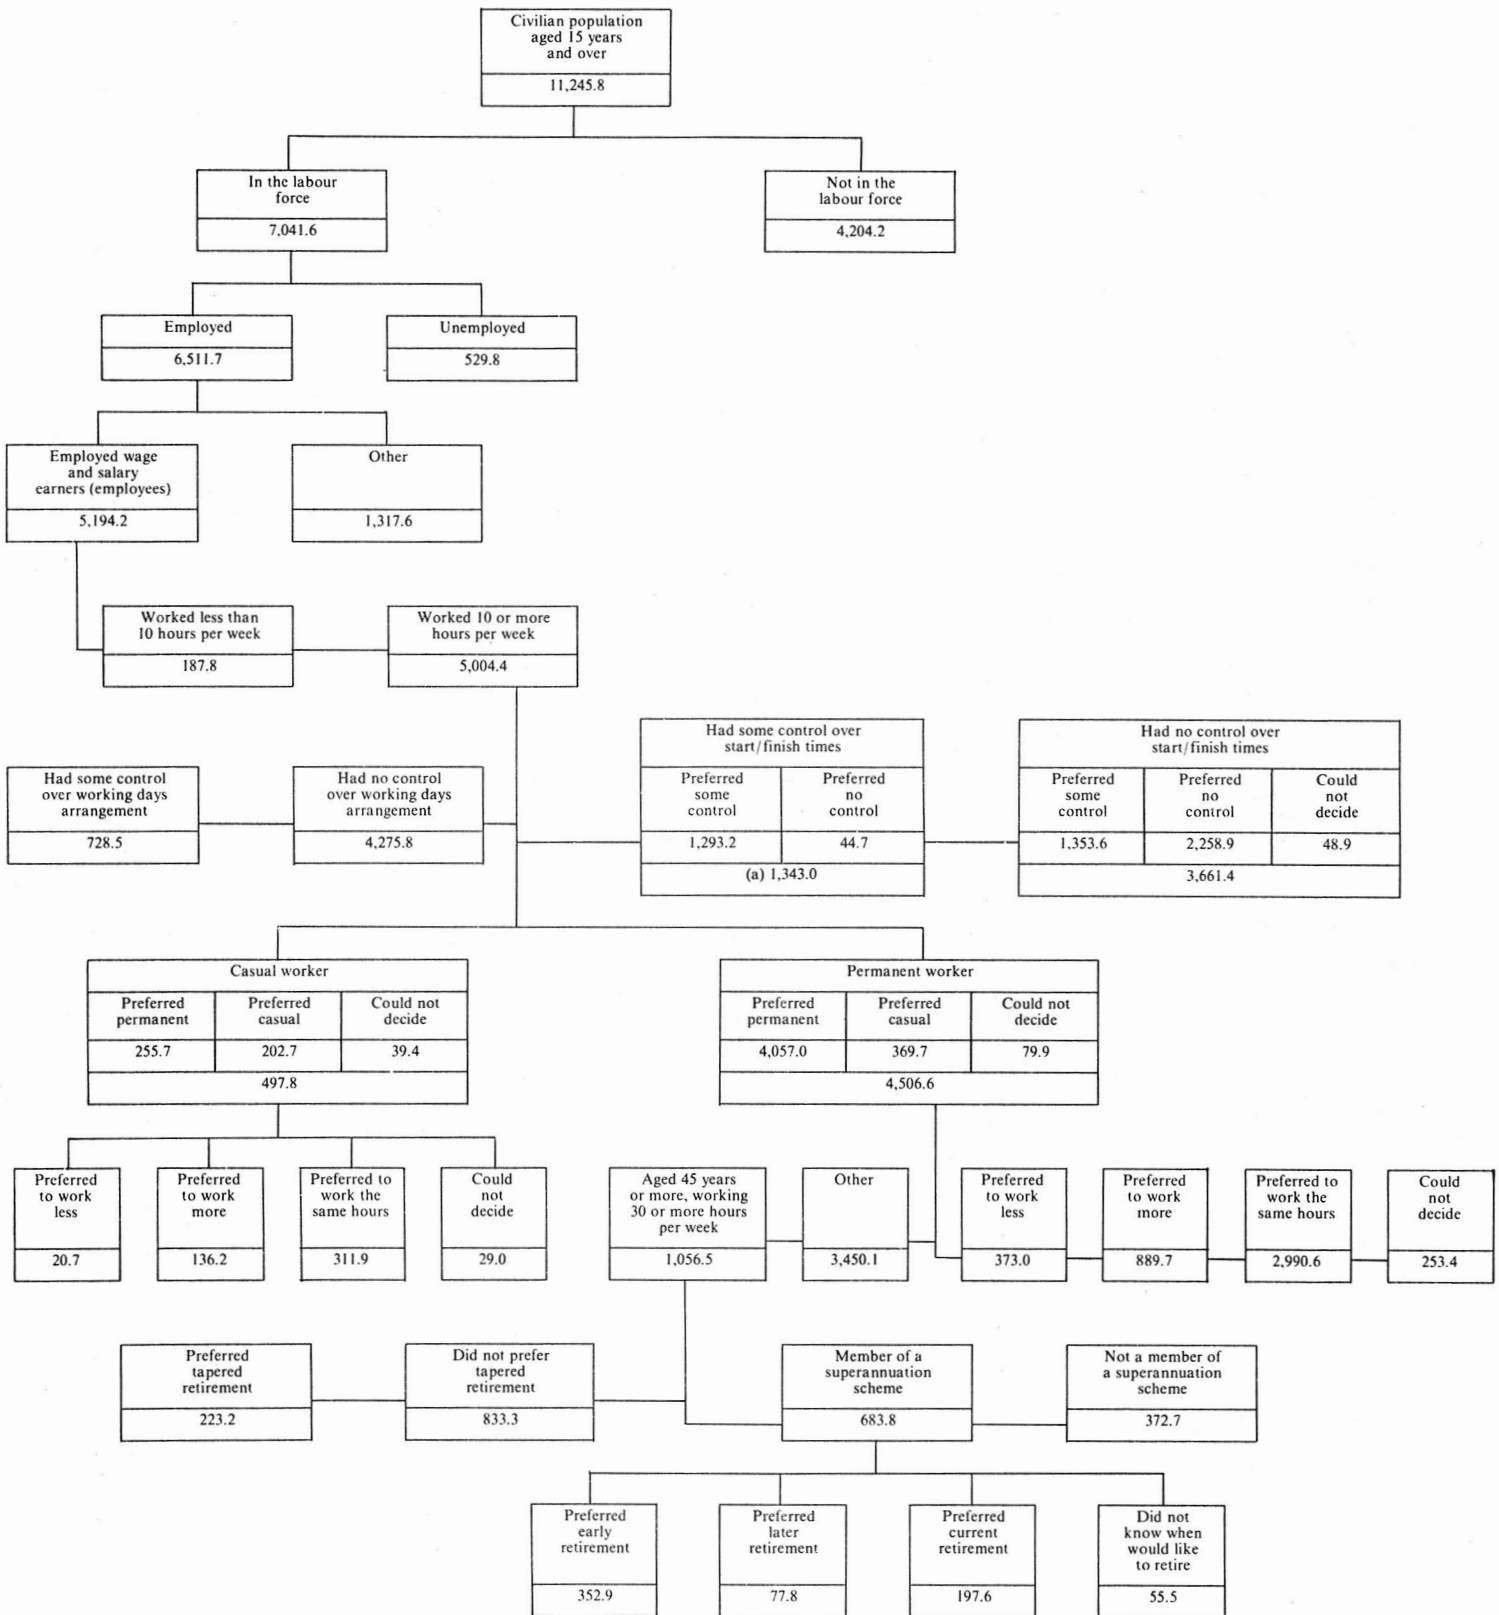 Civilian population
aged 15 years
and over
11,245.8
In the labour
force
7,041.6
Not in the
labour force
4,204.2
Employed
6,511.7
Unemployed
529.8
Employed wage
and salary
earners (employees)
5,194.2
Other
1,317.6
Worked less than
10 hours per week
187.8
Worked 10 or more
hours per week
5,004.4
Had some control
over working days
arrangement
728.5
Had no control
over working days
arrangement
4,275.8
Had some control over
start/finish times
Preferred
some
control
1,293.2
Preferred
no
control
44.7
(a) 1,343.0
Had no control over
start/finish times
Preferred
some
control
1,353.6
Preferred
no
control
2,258.9
Could
not
decide
48.9
3,661.4
Casual worker
Preferred
permanent
255.7
Preferred
casual
202.7
Could not
decide
39.4
497.8
Permanent worker
Preferred
permanent
4,057.0
Preferred
casual
369.7
Could not
decide
79.9
4,506.6
Preferred
to work
less
20.7
Preferred
to work
more
136.2
Preferred to
work the
same hours
311.9
Could
not
decide
29.0
Aged 45 years
or more, working
30 or more hours
per week
1,056.5
Other
3,450.1
Preferred
to work
less
373.0
Preferred
to work
more
889.7
Preferred to
work the
same hours
2,990.6
Could
not
decide
253.4
Preferred
tapered
retirement
223.2
Did not prefer
tapered
retirement
833.3
Member of a
superannuation
scheme
683.8
Not a member of
a superannuation
scheme
372.7
Preferred
early
retirement
352.9
Preferred
later
retirement
77.8
Preferred
current
retirement
197.6
Did not
know when
would like
to retire
55.5